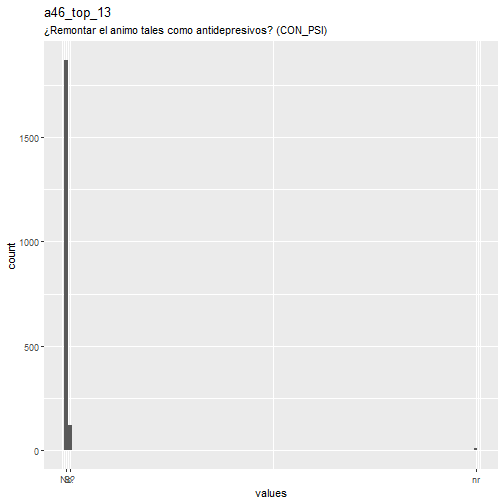 a46_top_13
¿Remontar el animo tales como antidepresivos? (CON_PSI)
1500
1000
500
0
count
nr
values